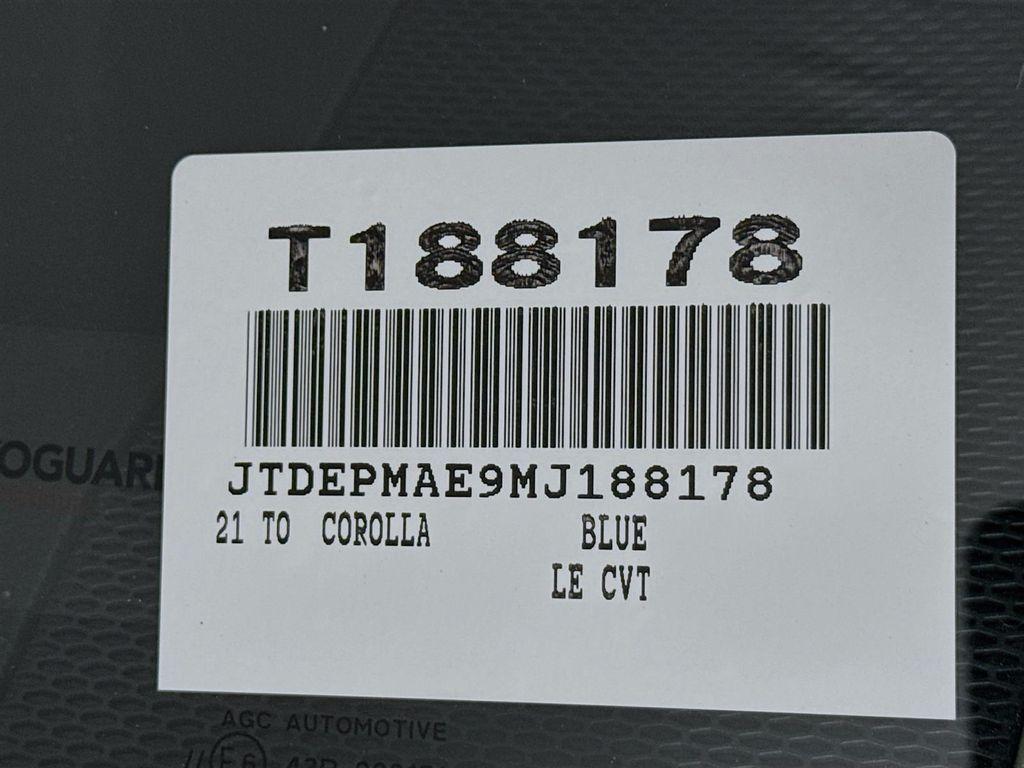 T188178
JTDEPMAE9MJ188178
21 TO COROLLA BLUE
LE CVT
AGC AUTOMOTIVE